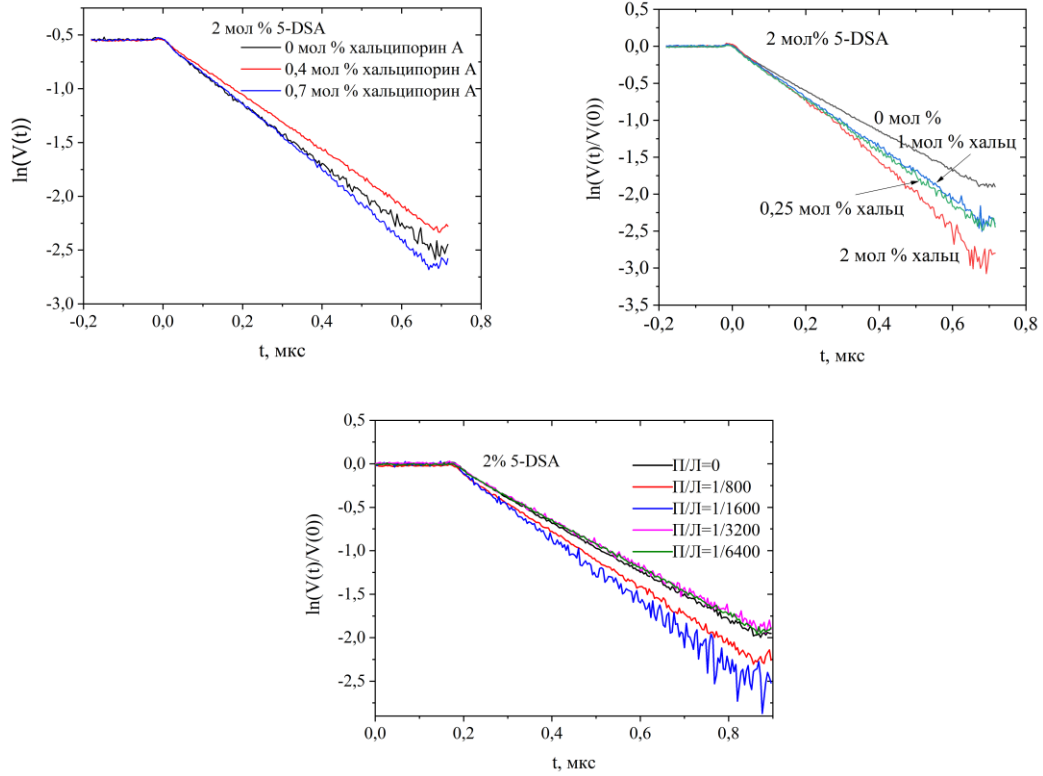 2 мол % 5-DSA
0 мол % хальципорин А
0,4 мол % хальципорин А
0,7 мол % хальципорин А
-0,5
-1,0
-1,5
-2,0
-2,5
-3,0
ln(V(t))
-0,2 0,0 0,2 0,4 0,6 0,8
t, мкс
2 мол% 5-DSA
0 мол %
1 мол % хальц
0,25 мол % хальц
2 мол % хальц
0,5
0,0
-0,5
-1,0
-1,5
-2,0
-2,5
-3,0
-3,5
ln(V(t)/V(0))
-0,2 0,0 0,2 0,4 0,6 0,8
t, мкс
2% 5-DSA
П/Л=0
П/Л=1/800
П/Л=1/1600
П/Л=1/3200
П/Л=1/6400
0,5
0,0
-0,5
-1,0
-1,5
-2,0
-2,5
ln(V(t)/V(0))
0,0 0,2 0,4 0,6 0,8
t, мкс